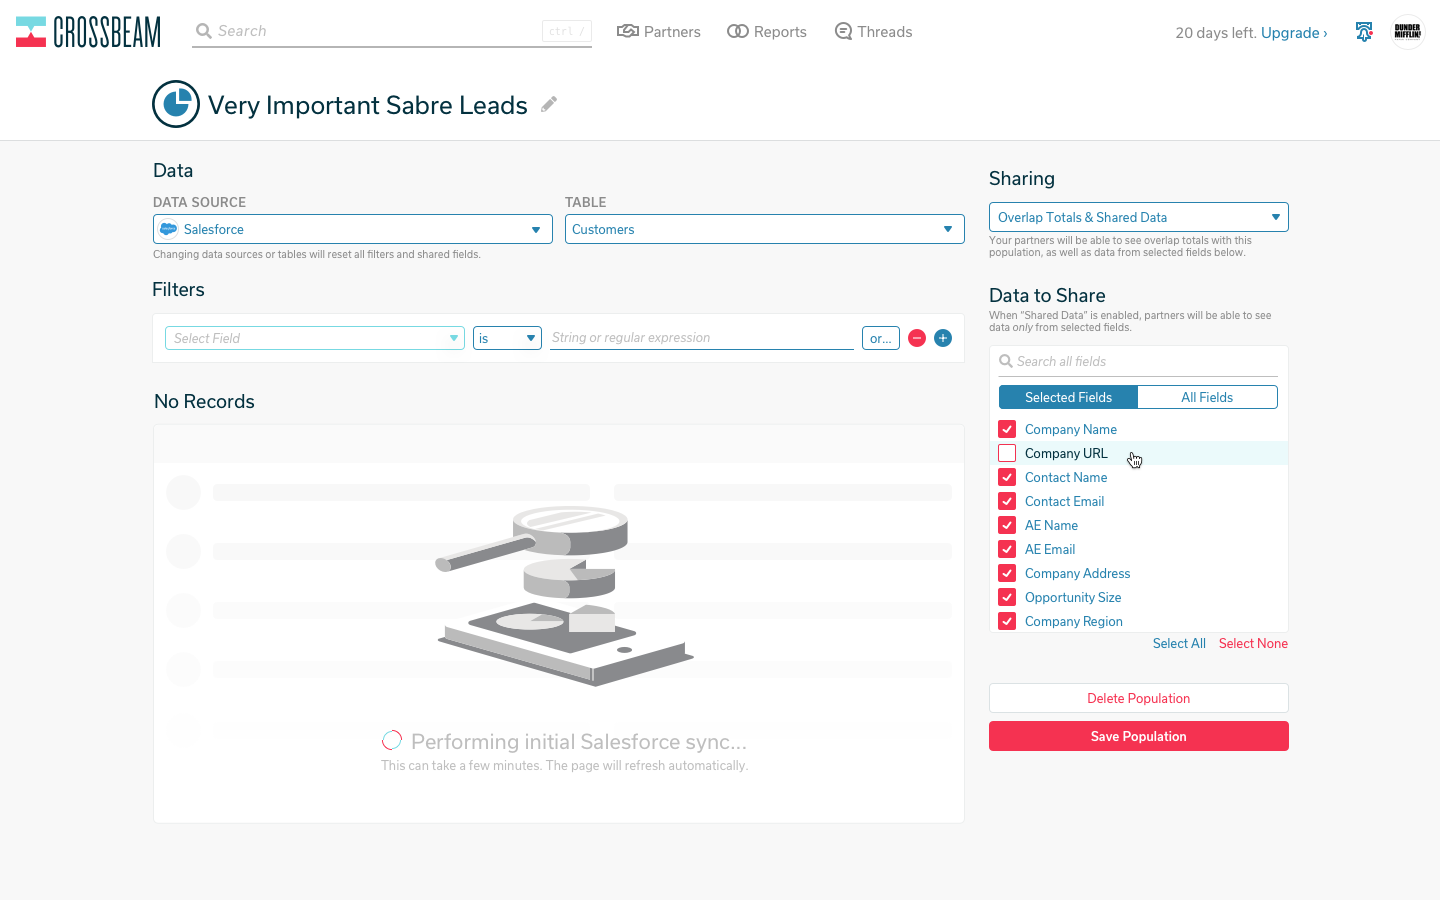 CROSSBEAM
Search
ctrl /
Partners
Reports
Threads
20 days left. Upgrade ›
DUNDER
MIFFLIN!
Very Important Sabre Leads
Data
DATA SOURCE
TABLE
Salesforce
Customers
Changing data sources or tables will reset all filters and shared fields.
Filters
Select Field
is
String or regular expression
or...
No Records
Performing initial Salesforce sync...
This can take a few minutes. The page will refresh automatically.
Sharing
Overlap Totals & Shared Data
Your partners will be able to see overlap totals with this
population, as well as data from selected fields below.
Data to Share
When “Shared Data” is enabled, partners will be able to see
data only from selected fields.
Search all fields
Selected Fields
All Fields
Company Name
Company URL
Contact Name
Contact Email
AE Name
AE Email
Company Address
Opportunity Size
Company Region
Select All
Select None
Delete Population
Save Population